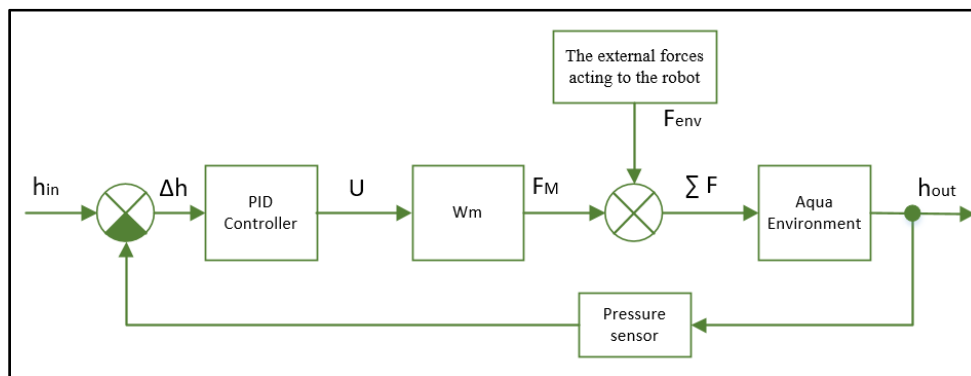 The external forces
acting to the robot
Fenv
hin
Δh
PID
Controller
U
Wm
FM
∑ F
Aqua
Environment
hout
Pressure
sensor